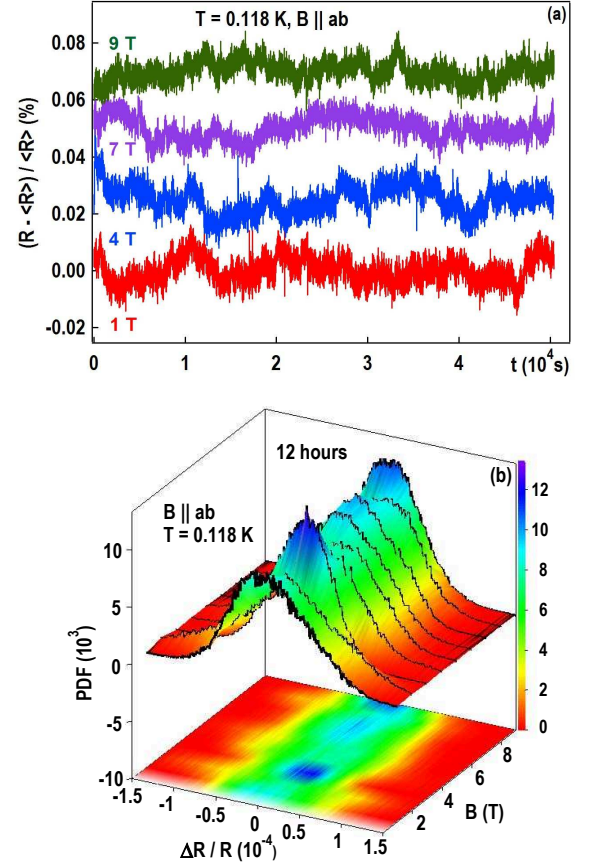 T = 0.118 K, B || ab
(a)
0.08
0.06
0.04
0.02
0.00
-0.02
(R - <R>) / <R> (%)
9 T
7 T
4 T
1 T
0 1 2 3 4
t (10⁴s)
12 hours
(b)
B || ab
T = 0.118 K
10
5
0
-5
-10
PDF (10³)
12
10
8
6
4
2
0
-1.5 -1 -0.5 0 0.5 1 1.5
ΔR / R (10⁻⁴)
2 4 6 8
B (T)